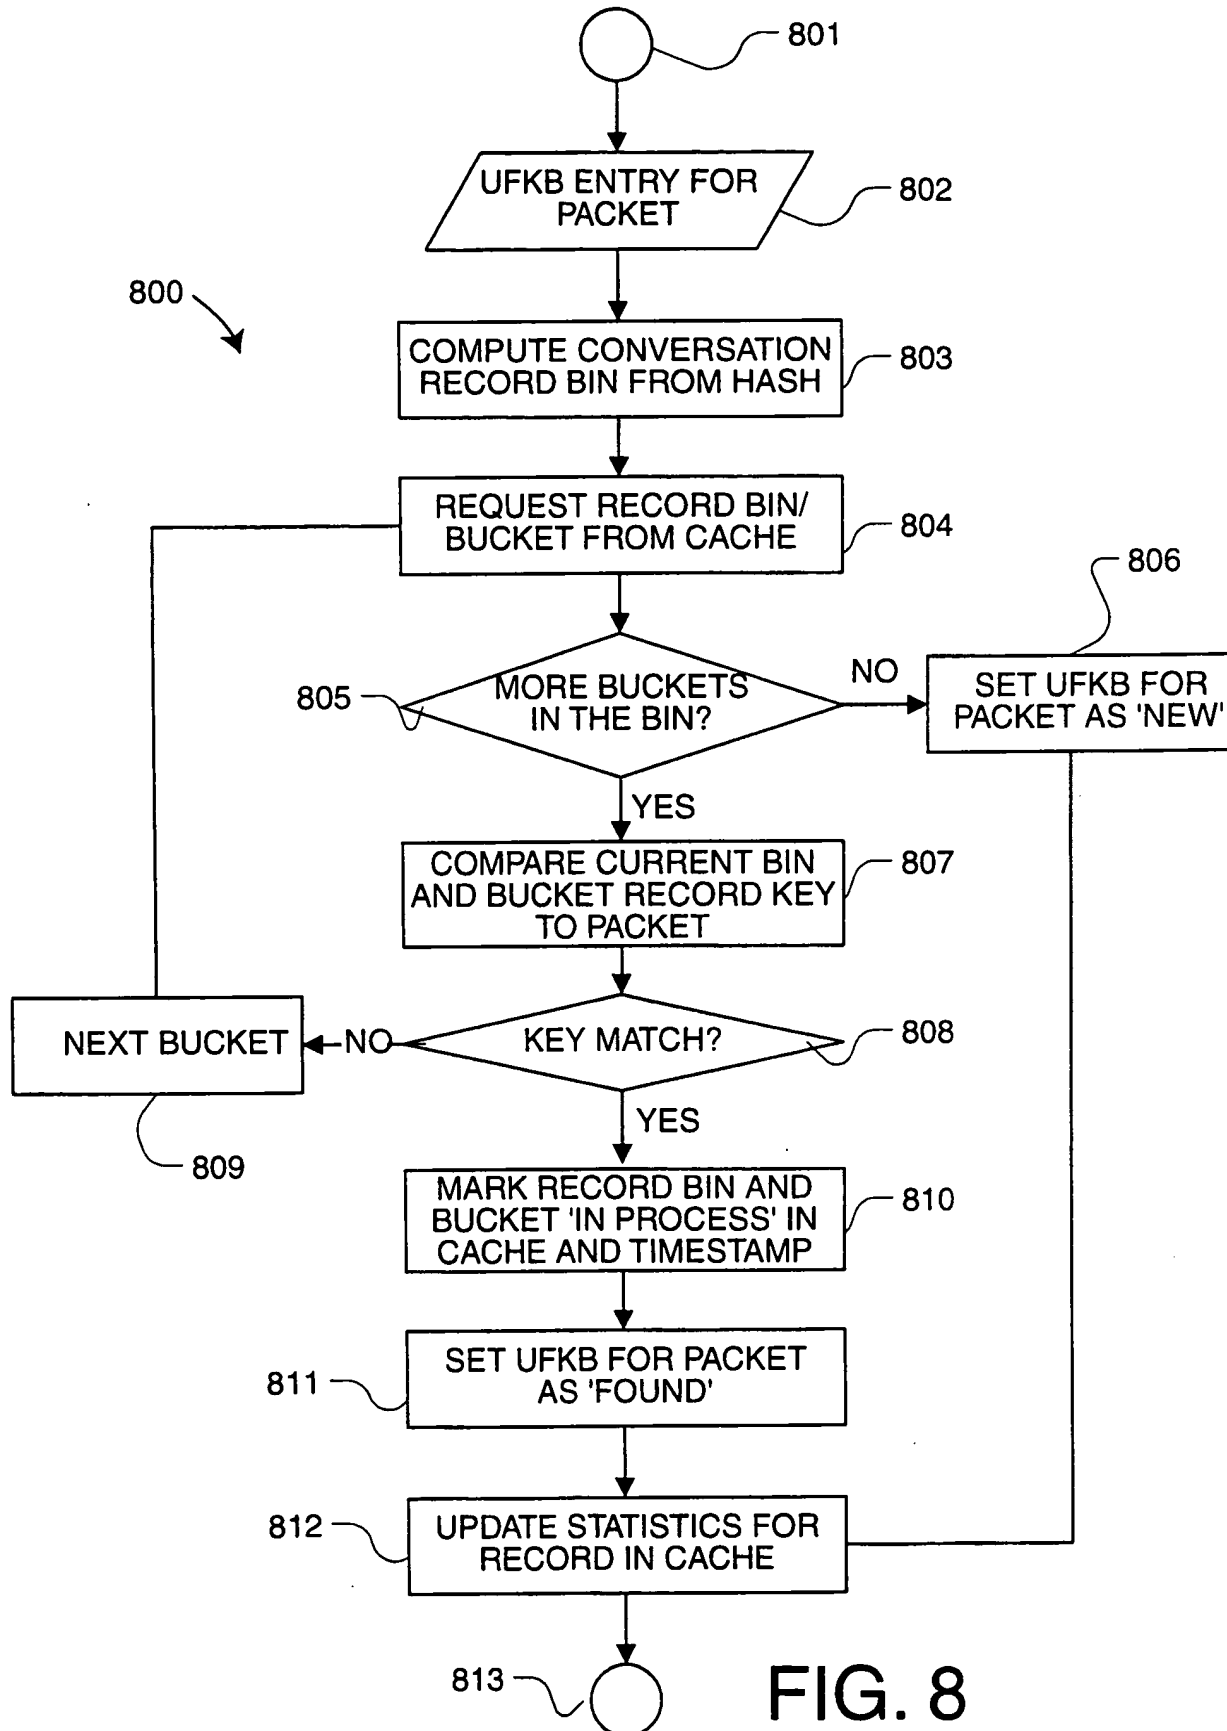 801
UFKB ENTRY FOR
PACKET
802
800
COMPUTE CONVERSATION
RECORD BIN FROM HASH
803
REQUEST RECORD BIN/
BUCKET FROM CACHE
804
806
805
MORE BUCKETS
IN THE BIN?
NO
SET UFKB FOR
PACKET AS 'NEW'
YES
COMPARE CURRENT BIN
AND BUCKET RECORD KEY
TO PACKET
807
NEXT BUCKET
NO
KEY MATCH?
808
809
YES
MARK RECORD BIN AND
BUCKET 'IN PROCESS' IN
CACHE AND TIMESTAMP
810
811
SET UFKB FOR PACKET
AS 'FOUND'
812
UPDATE STATISTICS FOR
RECORD IN CACHE
813
FIG. 8